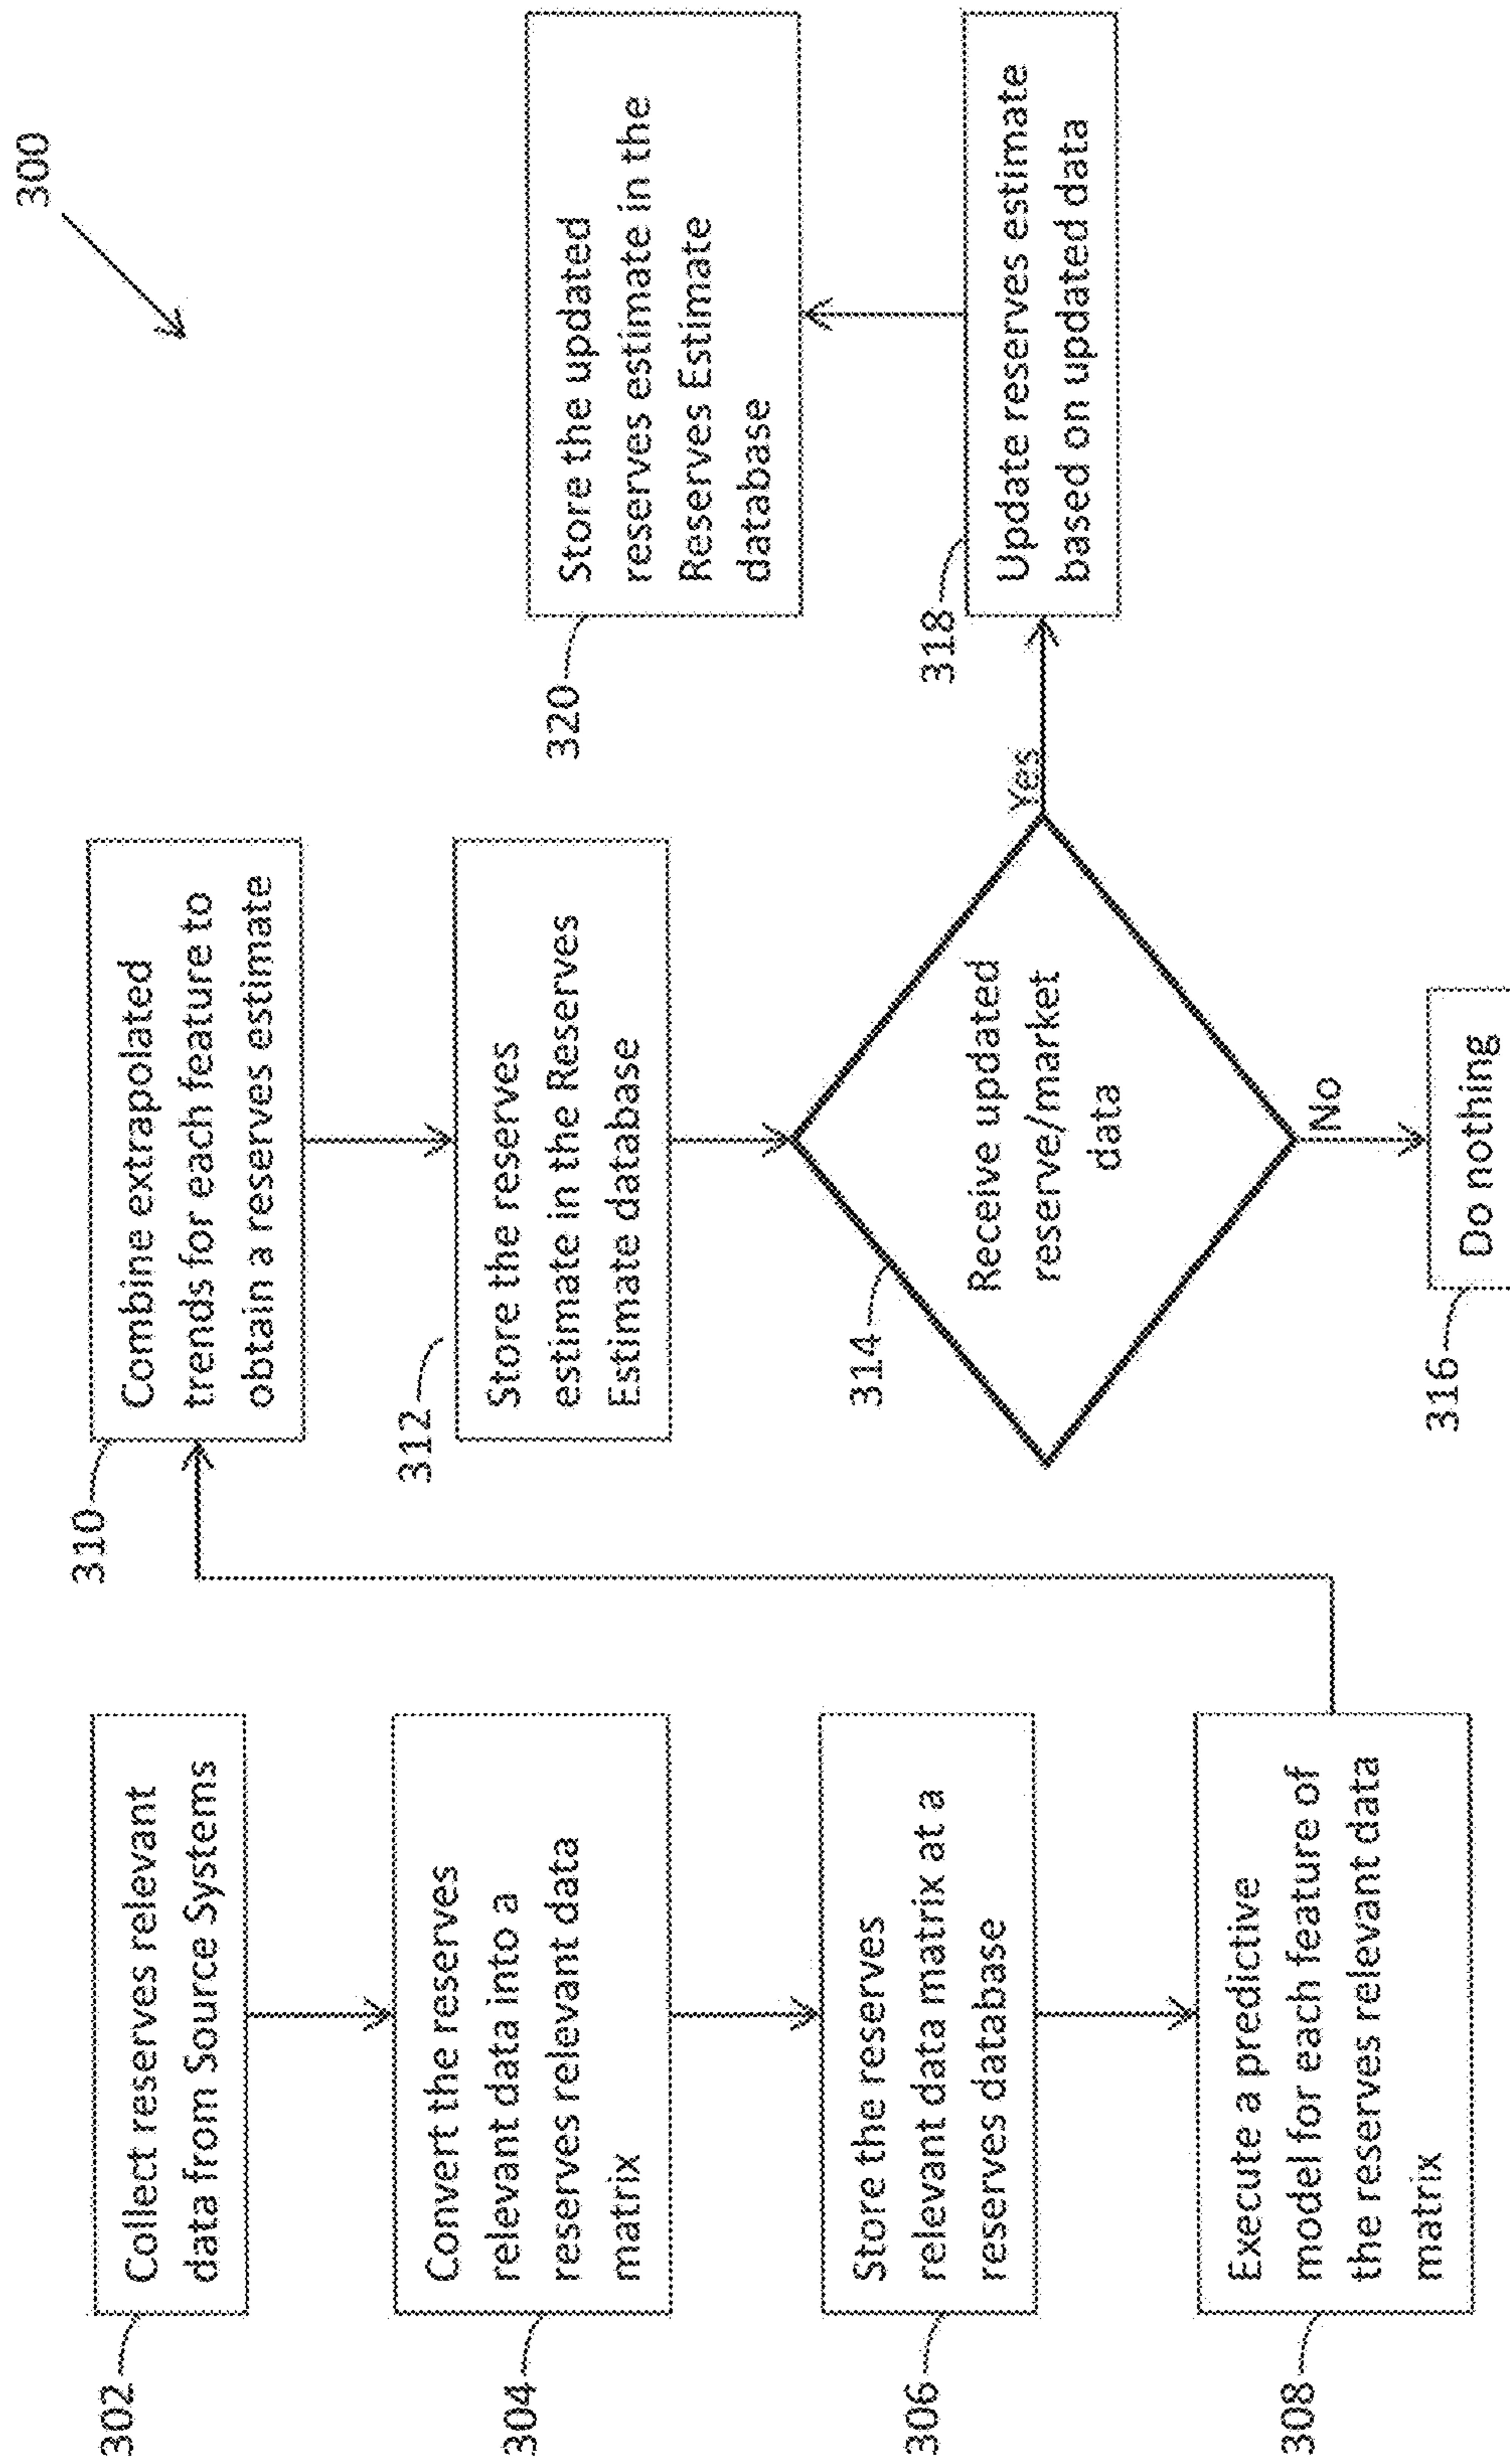 300
302
Collect reserves relevant
data from Source Systems
304
Convert the reserves
relevant data into a
reserves relevant data
matrix
306
Store the reserves
relevant data matrix at a
reserves database
308
Execute a predictive
model for each feature of
the reserves relevant data
matrix
310
Combine extrapolated
trends for each feature to
obtain a reserves estimate
312
Store the reserves
estimate in the Reserves
Estimate database
314
Receive updated
reserve/market
data
Yes
No
316
Do nothing
318
Update reserves estimate
based on updated data
320
Store the updated
reserves estimate in the
Reserves Estimate
database